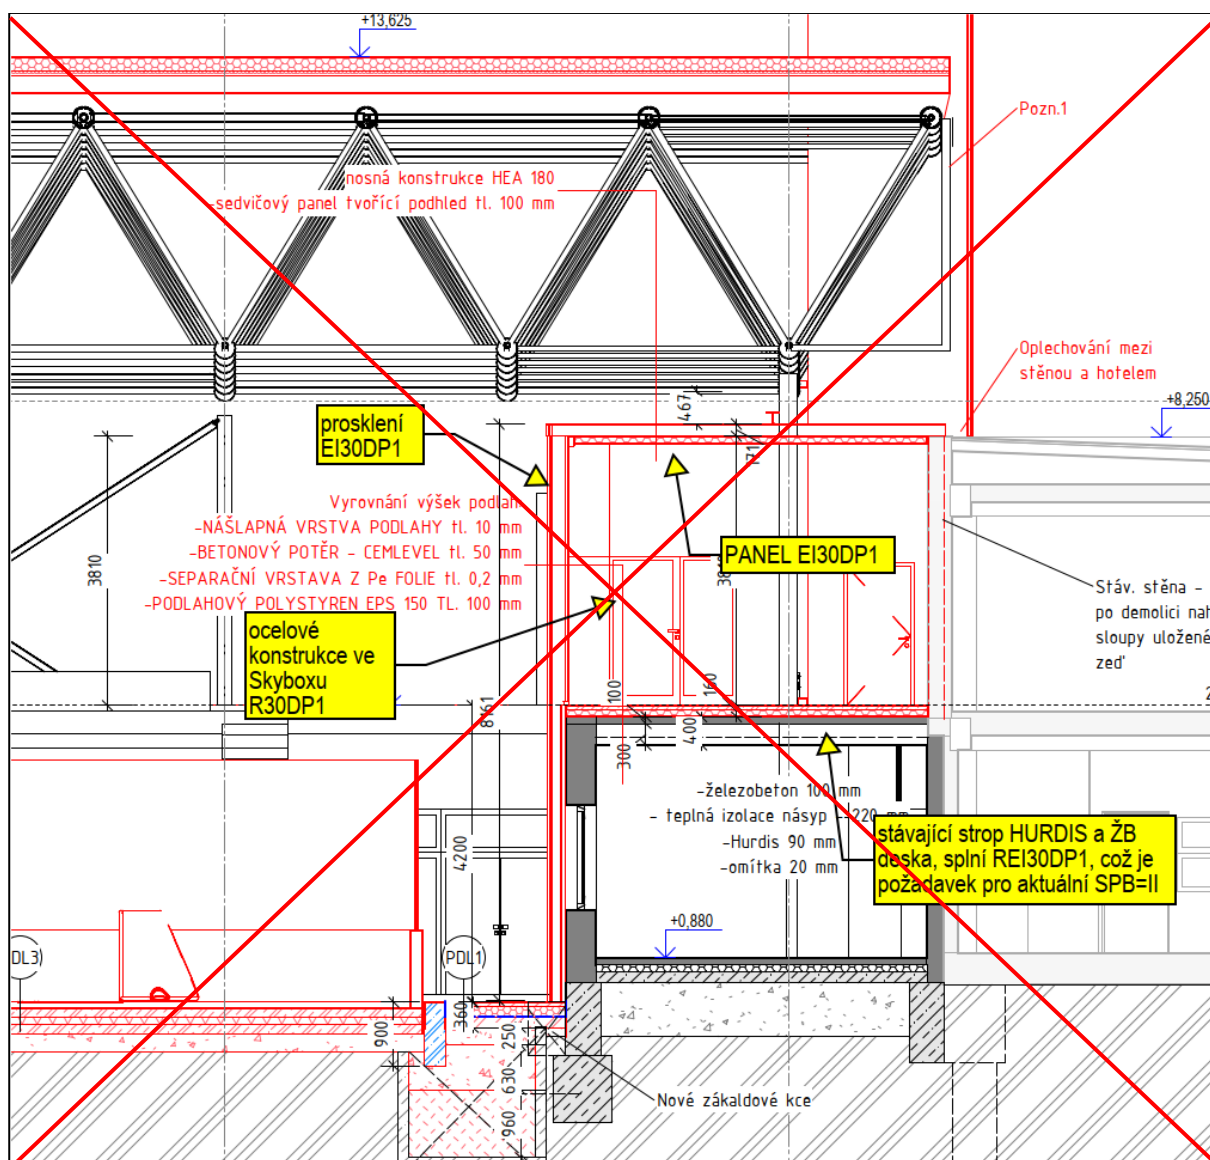 +13,625
Pozn.1
nosná konstrukce HEA 180
-sedvičový panel tvořící podhled tl. 100 mm
Oplechování mezi
stěnou a hotelem
+8,250
467
171
prosklení
EI30DP1
Vyrovnání výšek podlah
-NÁŠLAPNÁ VRSTVA PODLAHY tl. 10 mm
-BETONOVÝ POTĚR - CEMLEVEL tl. 50 mm
-SEPARAČNÍ VRSTAVA Z Pe FOLIE tl. 0,2 mm
-PODLAHOVÝ POLYSTYREN EPS 150 TL. 100 mm
3810
PANEL EI30DP1
Stáv. stěna -
po demolici nah
sloupy uložené
zeď
ocelové
konstrukce ve
Skyboxu
R30DP1
8161
100
160
300
400
-železobeton 100 mm
- teplná izolace násyp - 220 mm
-Hurdis 90 mm
-omítka 20 mm
stávající strop HURDIS a ŽB
deska, splní REI30DP1, což je
požadavek pro aktuální SPB=II
4200
+0,880
DL3)
PDL1
900
360
250
630
960
Nové zákaldové kce